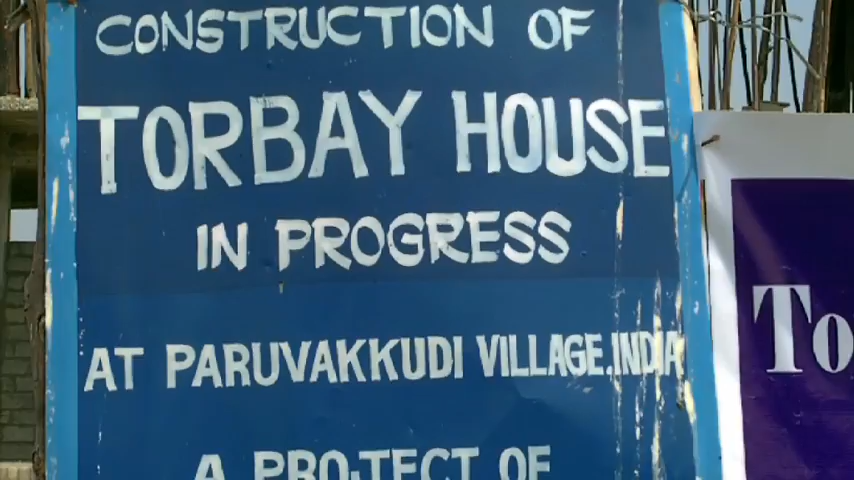 CONSTRUCTION OF
TORBAY HOUSE
IN PROGRESS
AT PARUVAKKUDI VILLAGE.INDIA
A PROJECT OF
To